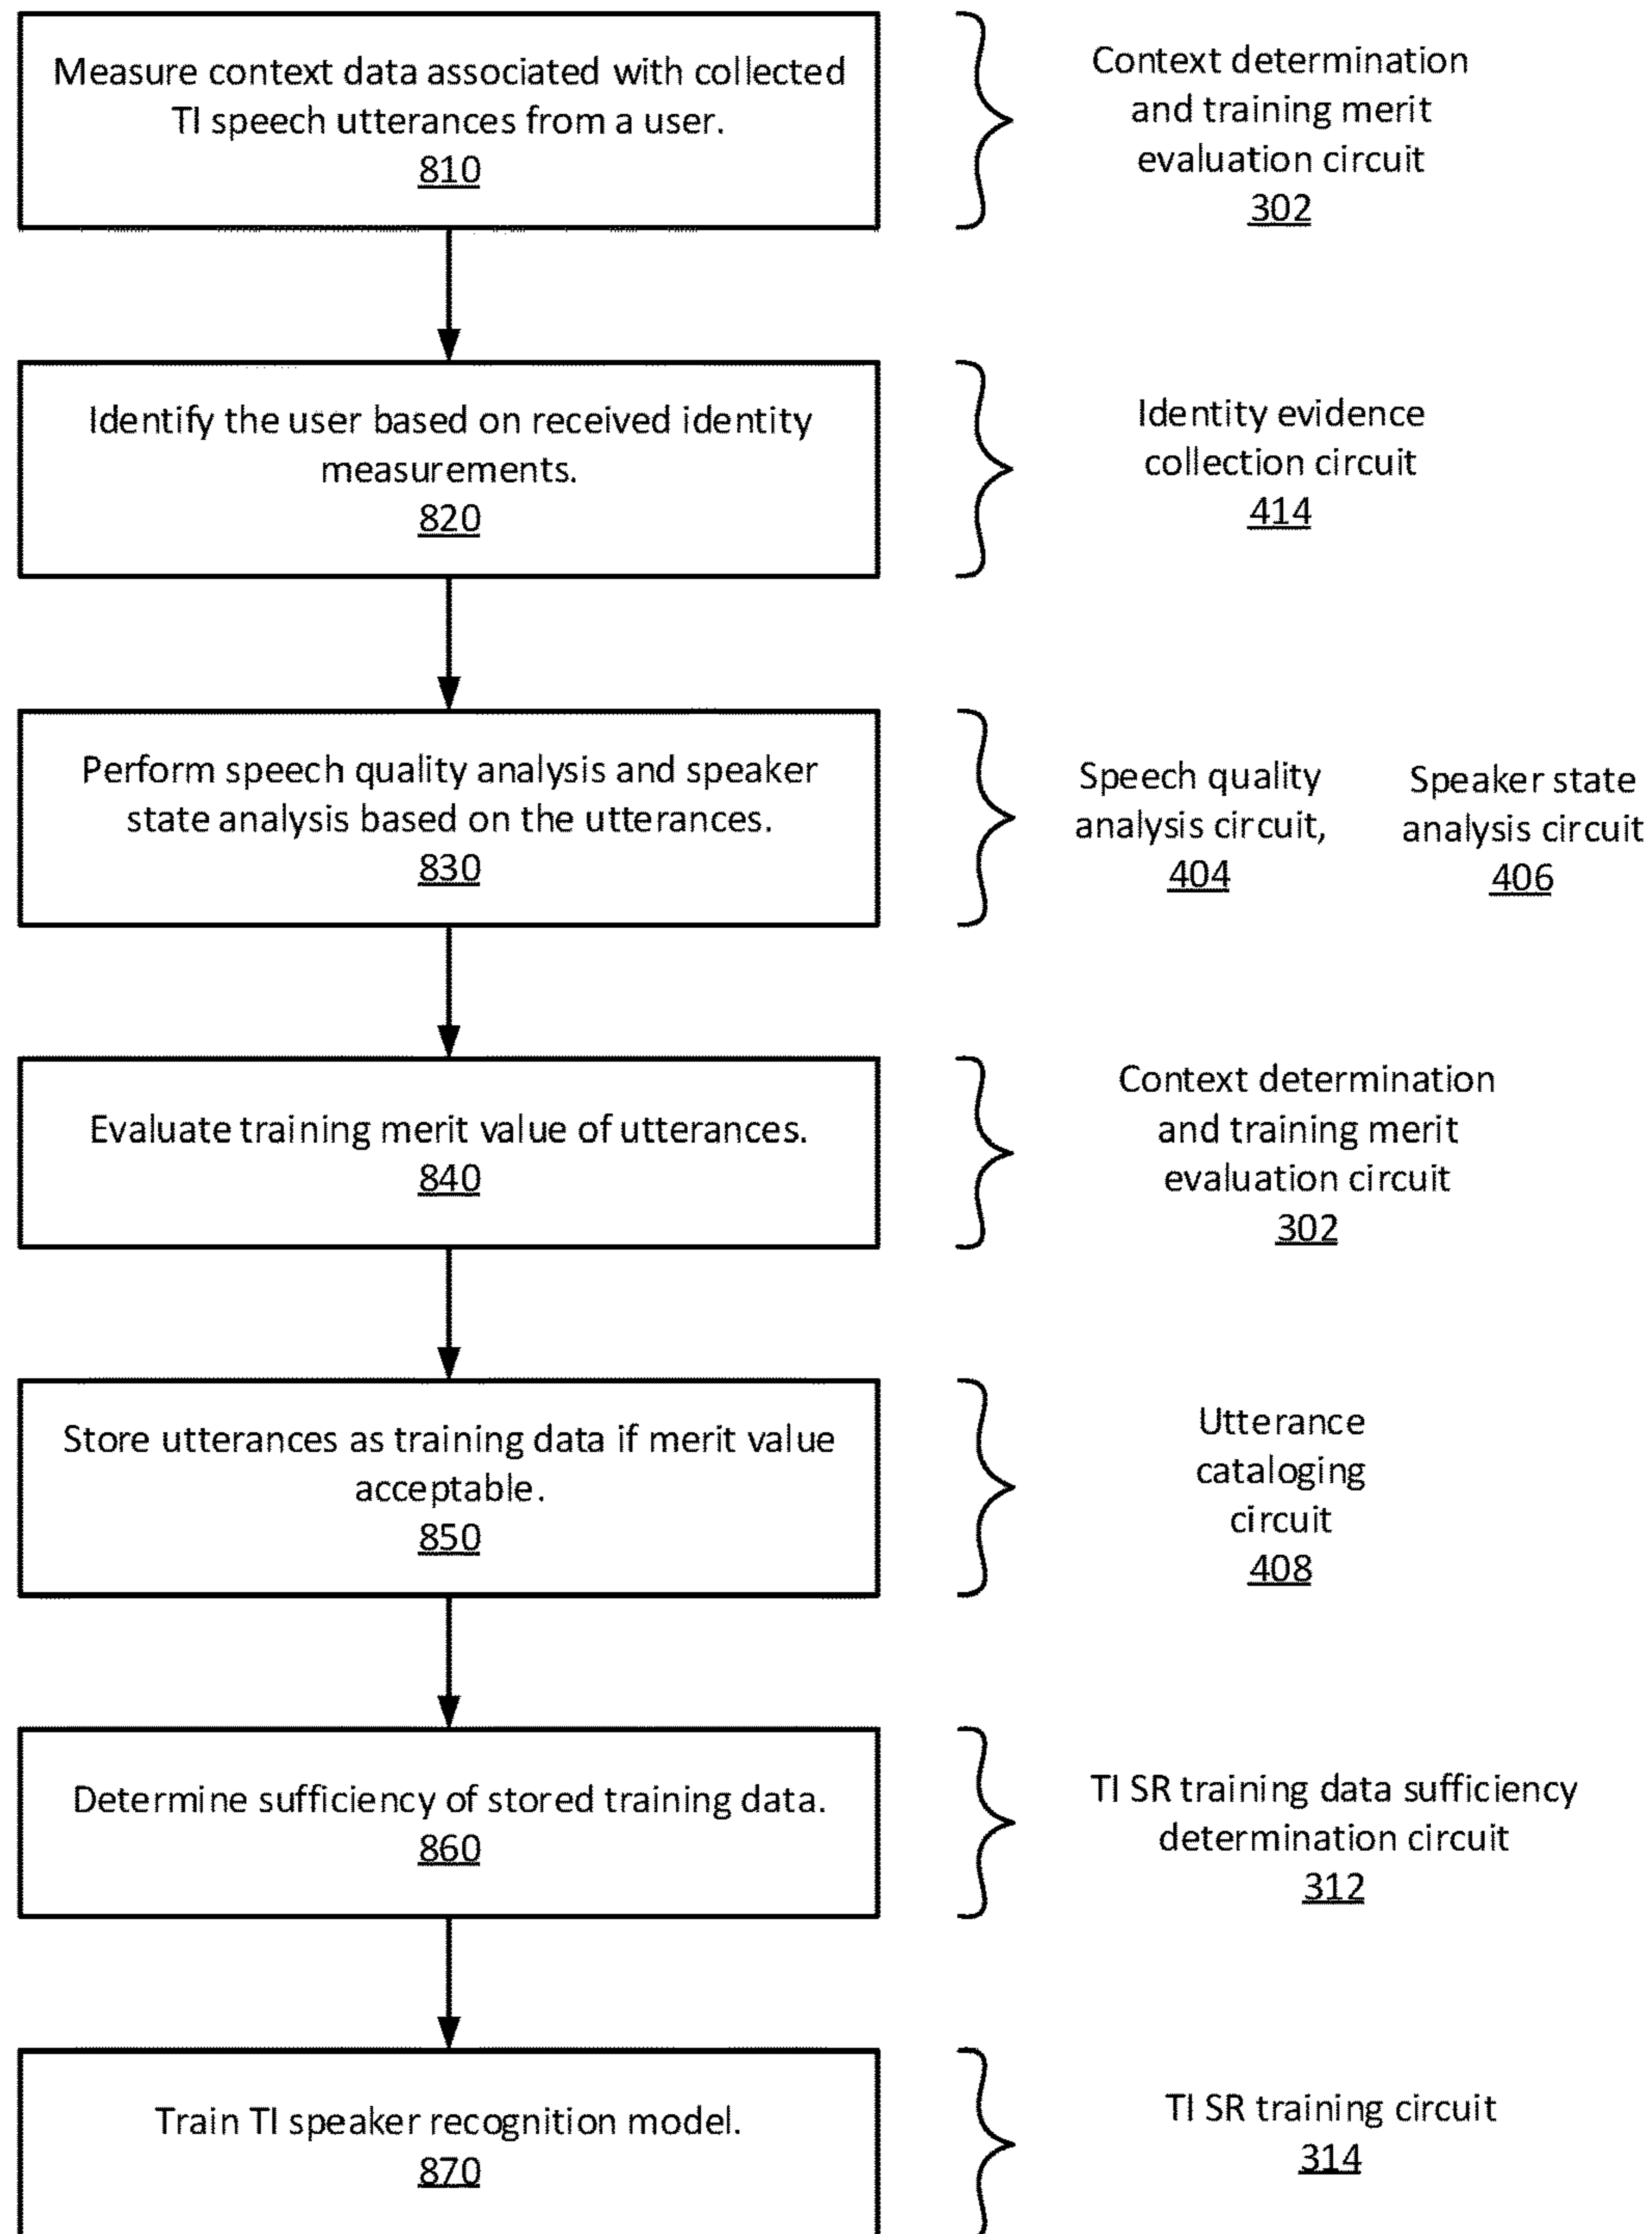 Measure context data associated with collected
TI speech utterances from a user.
810
Context determination
and training merit
evaluation circuit
302
Identify the user based on received identity
measurements.
820
Identity evidence
collection circuit
414
Perform speech quality analysis and speaker
state analysis based on the utterances.
830
Speech quality
analysis circuit,
404
Speaker state
analysis circuit
406
Evaluate training merit value of utterances.
840
Context determination
and training merit
evaluation circuit
302
Store utterances as training data if merit value
acceptable.
850
Utterance
cataloging
circuit
408
Determine sufficiency of stored training data.
860
TI SR training data sufficiency
determination circuit
312
Train TI speaker recognition model.
870
TI SR training circuit
314